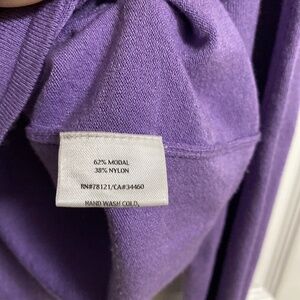 62% MODAL
38% NYLON
RN#78121/CA#34460
HAND WASH COLD,